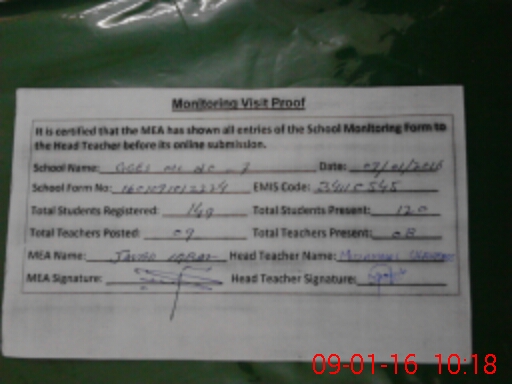 Monitoring Visit Proof
It is certified that the MEA has shown all entries of the School Monitoring Form to
the Head Teacher before its online submission.
School Name: Date:
School Form No: EMIS Code:
Total Students Registered: 149 Total Students Present: 120
Total Teachers Posted: 09 Total Teachers Present: 08
MEA Name: Head Teacher Name:
MEA Signature: Head Teacher Signature:
09-01-16 10:18